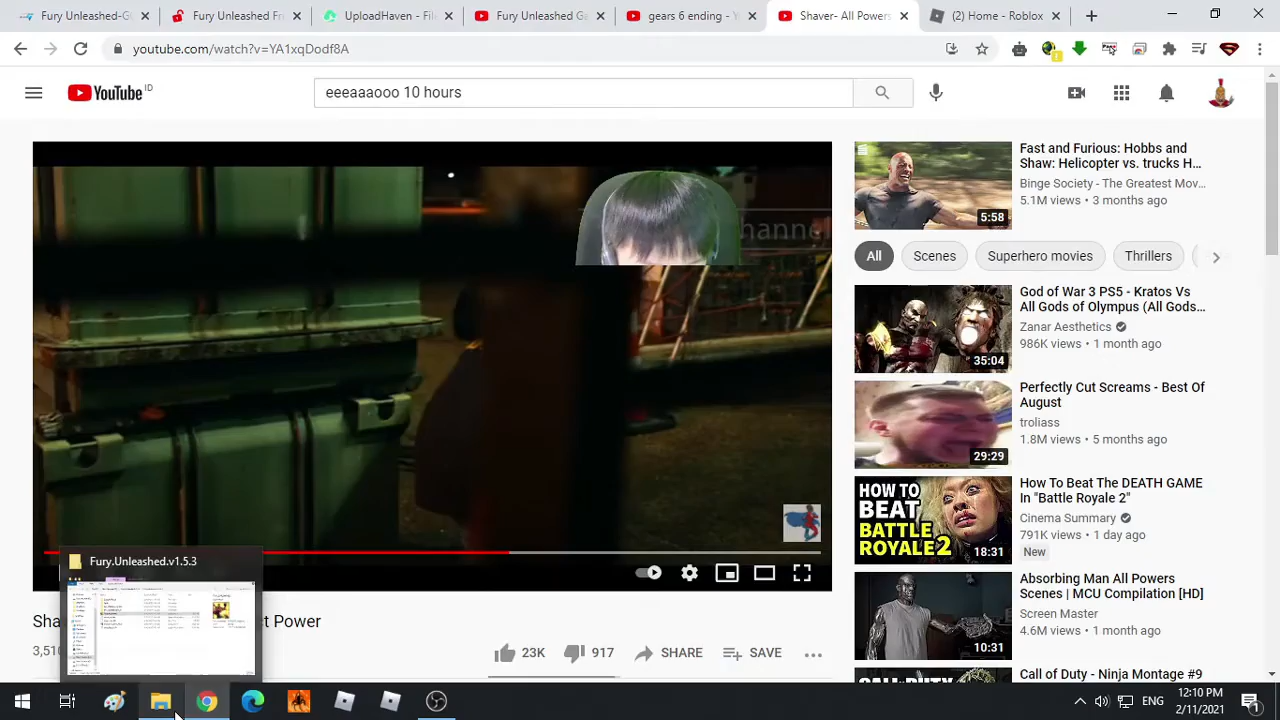 Fury Unleashed Fr
UploadHaven - File
Fury Unleashed Ga
gears 6 ending - Y
Shaver- All Powers
(2) Home - Roblox
youtube.com/watch?v=YA1xqDodf8A
YouTube ID
eeeaaaooo 10 hours
hannel
Fast and Furious: Hobbs and
Shaw: Helicopter vs. trucks H...
Binge Society - The Greatest Mov...
5.1M views • 3 months ago
5:58
All
Scenes
Superhero movies
Thrillers
God of War 3 PS5 - Kratos Vs
All Gods of Olympus (All Gods...
Zanar Aesthetics
986K views • 1 month ago
35:04
Perfectly Cut Screams - Best Of
August
troliass
1.8M views • 5 months ago
29:29
HOW TO
BEAT
BATTLE
ROYALE2
18:31
How To Beat The DEATH GAME
In "Battle Royale 2"
Cinema Summary
791K views • 1 day ago
New
Absorbing Man All Powers
Scenes | MCU Compilation [HD]
Screen Master
4.6M views • 1 month ago
10:31
Call of Duty - Ninja Montage #9
Fury.Unleashed.v1.5.3
Sha
t Power
3,51
23K
917
SHARE
SAVE
ENG
12:10 PM
2/11/2021
1